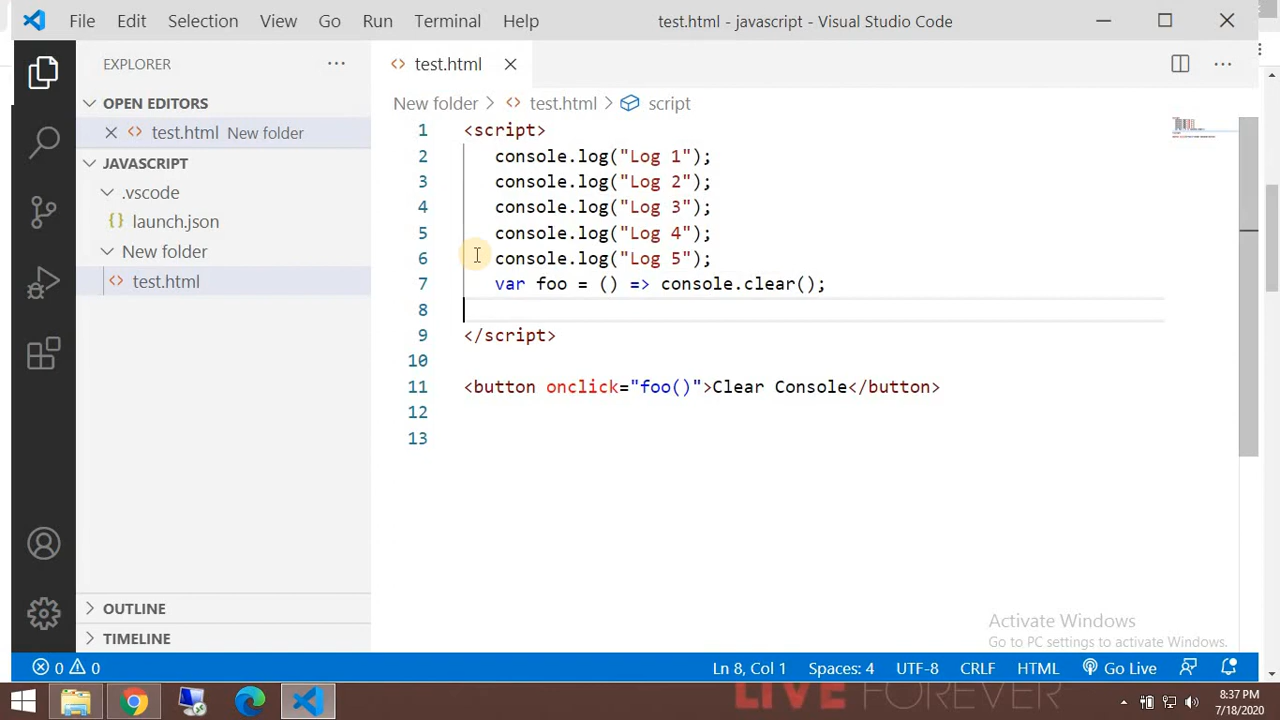 File Edit Selection View Go Run Terminal Help test.html - javascript - Visual Studio Code
EXPLORER
test.html
OPEN EDITORS
New folder > test.html > script
test.html New folder
JAVASCRIPT
.vscode
launch.json
New folder
test.html
1 <script>
2 console.log("Log 1");
3 console.log("Log 2");
4 console.log("Log 3");
5 console.log("Log 4");
6 console.log("Log 5");
7 var foo = () => console.clear();
8
9 </script>
10
11 <button onclick="foo()">Clear Console</button>
12
13
OUTLINE
TIMELINE
Activate Windows
Go to PC settings to activate Windows.
0 0 Ln 8, Col 1 Spaces: 4 UTF-8 CRLF HTML Go Live
LIVE FOREVER
8:37 PM
7/18/2020